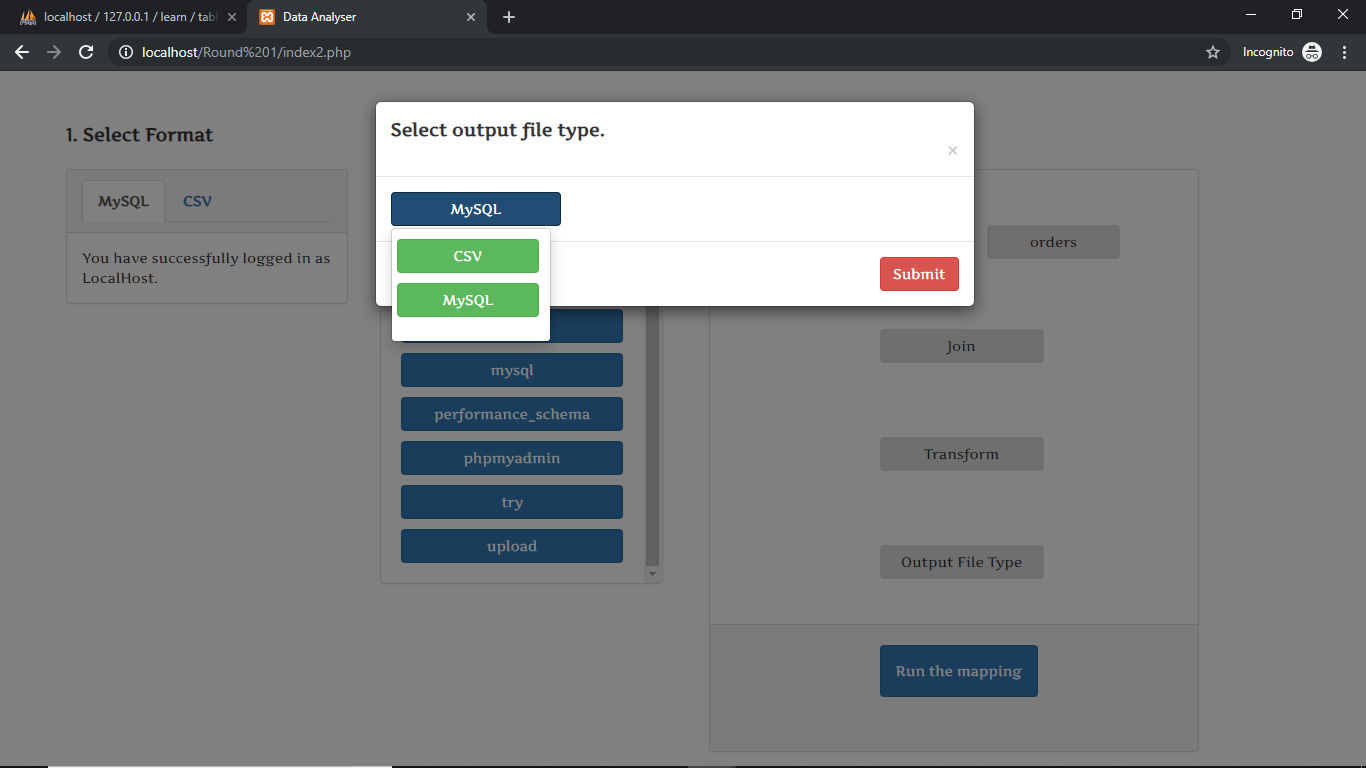 localhost / 127.0.0.1 / learn / tabl
Data Analyser
localhost/Round%201/index2.php
Incognito
1. Select Format
MySQL
CSV
You have successfully logged in as
LocalHost.
Select output file type.
×
MySQL
CSV
MySQL
Submit
mysql
performance_schema
phpmyadmin
try
upload
orders
Join
Transform
Output File Type
Run the mapping